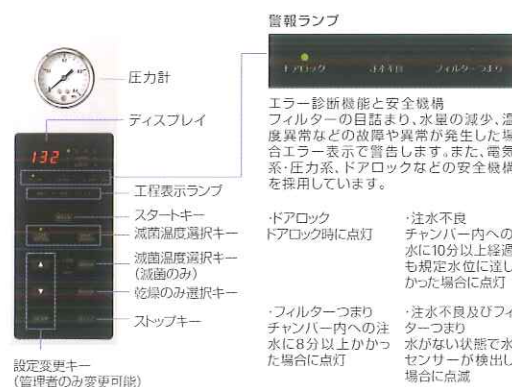 圧力計
ディスプレイ
132
工程表示ランプ
スタートキー
滅菌温度選択キー
滅菌温度選択キー
(滅菌のみ)
乾燥のみ選択キー
ストップキー
設定変更キー
(管理者のみ変更可能)
警報ランプ
ドアロック
フィルターつまり
エラー診断機能と安全機構
フィルターの目詰まり、水量の減少、温
度異常などの故障や異常が発生した場
合エラー表示で警告します。また、電気
系・圧力系、ドアロックなどの安全機構
を採用しています。
・ドアロック
ドアロック時に点灯
・注水不良
チャンバー内への
水に10分以上経過
も規定水位に達し
かった場合に点灯
・フィルターつまり
チャンバー内への注
水に8分以上かかっ
た場合に点灯
・注水不良及びフィ
ターつまり
水がない状態で水
センサーが検出し
場合に点滅